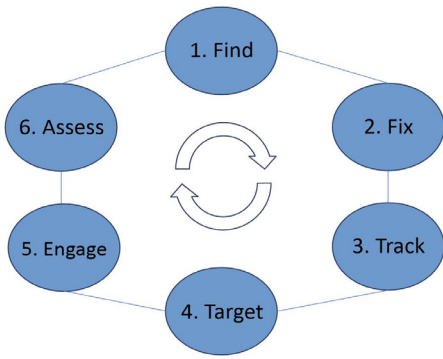 1. Find
2. Fix
3. Track
4. Target
5. Engage
6. Assess